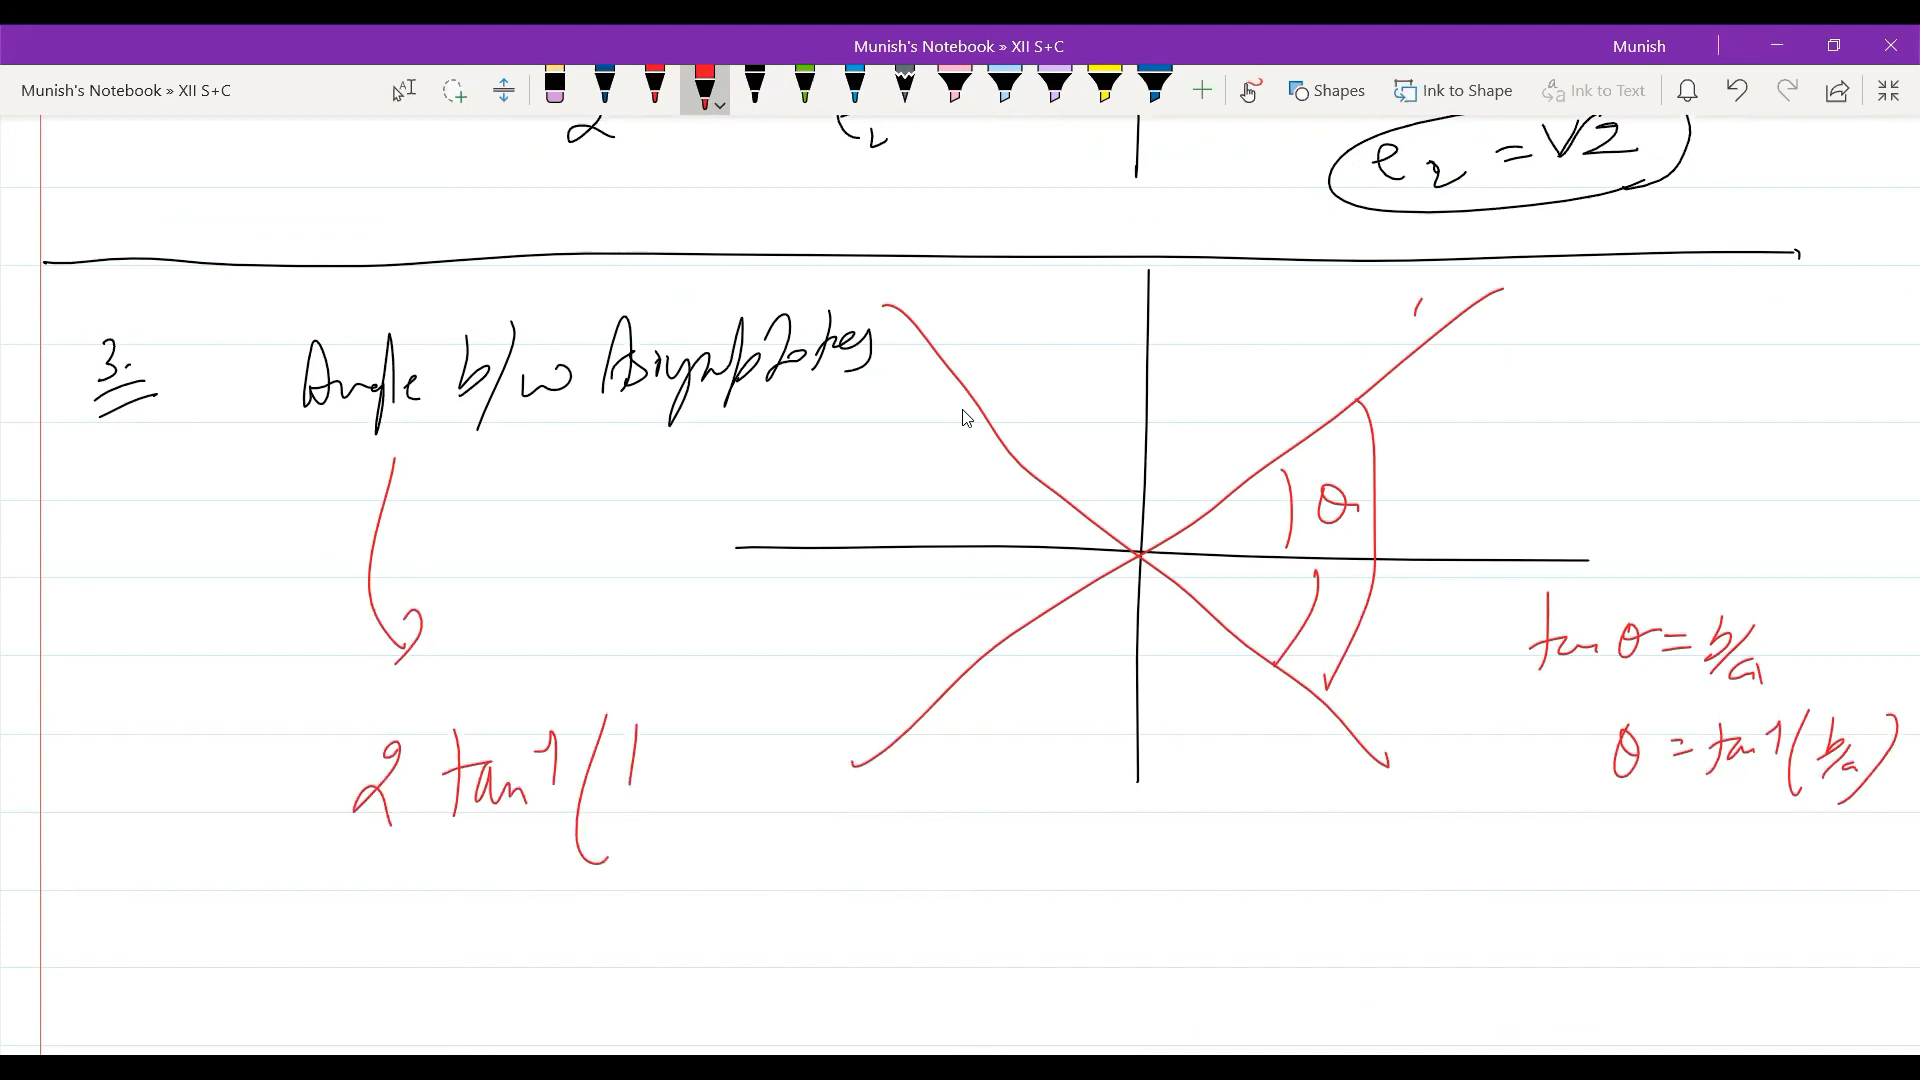 Munish's Notebook » XII S+C
Munish
Munish's Notebook » XII S+C
Shapes
Ink to Shape
Ink to Text
2
e₂ = √2
3.
Angle b/w Asymptotes
θ
tan θ = b/a
θ = tan⁻¹(b/a)
2 tan⁻¹(